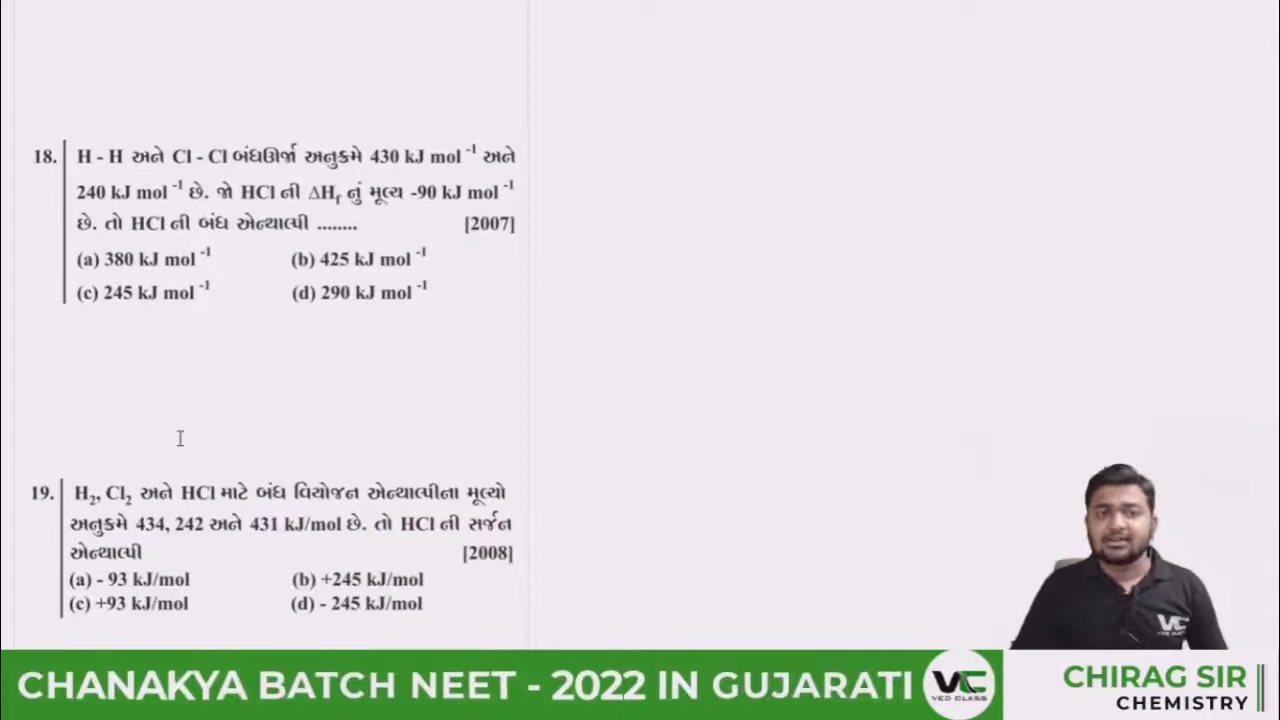 18. H - H અને Cl - Cl બંધઊર્જા અનુક્રમે 430 kJ mol⁻¹ અને
240 kJ mol⁻¹ છે. જો HCl ની ΔH_f નું મૂલ્ય -90 kJ mol⁻¹
છે. તો HCl ની બંધ એન્થાલ્પી ........ [2007]
(a) 380 kJ mol⁻¹ (b) 425 kJ mol⁻¹
(c) 245 kJ mol⁻¹ (d) 290 kJ mol⁻¹
19. H₂, Cl₂ અને HCl માટે બંધ વિયોજન એન્થાલ્પીના મૂલ્યો
અનુક્રમે 434, 242 અને 431 kJ/mol છે. તો HCl ની સર્જન
એન્થાલ્પી [2008]
(a) - 93 kJ/mol (b) +245 kJ/mol
(c) +93 kJ/mol (d) - 245 kJ/mol
VC
CHANAKYA BATCH NEET - 2022 IN GUJARATI
VC
VED CLASS
CHIRAG SIR
CHEMISTRY